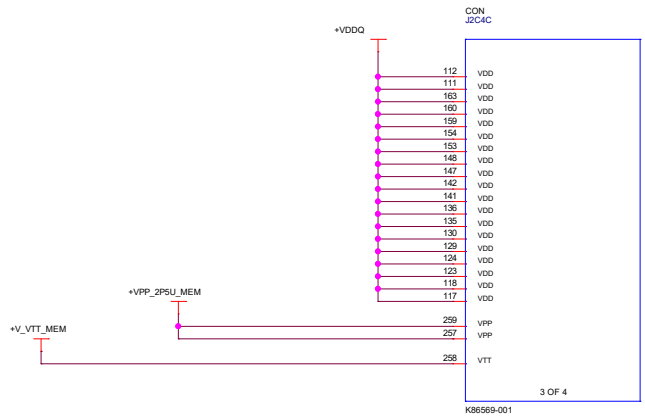 CON
J2C4C
+VDDQ
112 VDD
111 VDD
163 VDD
160 VDD
159 VDD
154 VDD
153 VDD
148 VDD
147 VDD
142 VDD
141 VDD
136 VDD
135 VDD
130 VDD
129 VDD
124 VDD
123 VDD
118 VDD
117 VDD
+VPP_2P5U_MEM
259 VPP
+V_VTT_MEM
257 VPP
258 VTT
3 OF 4
K86569-001